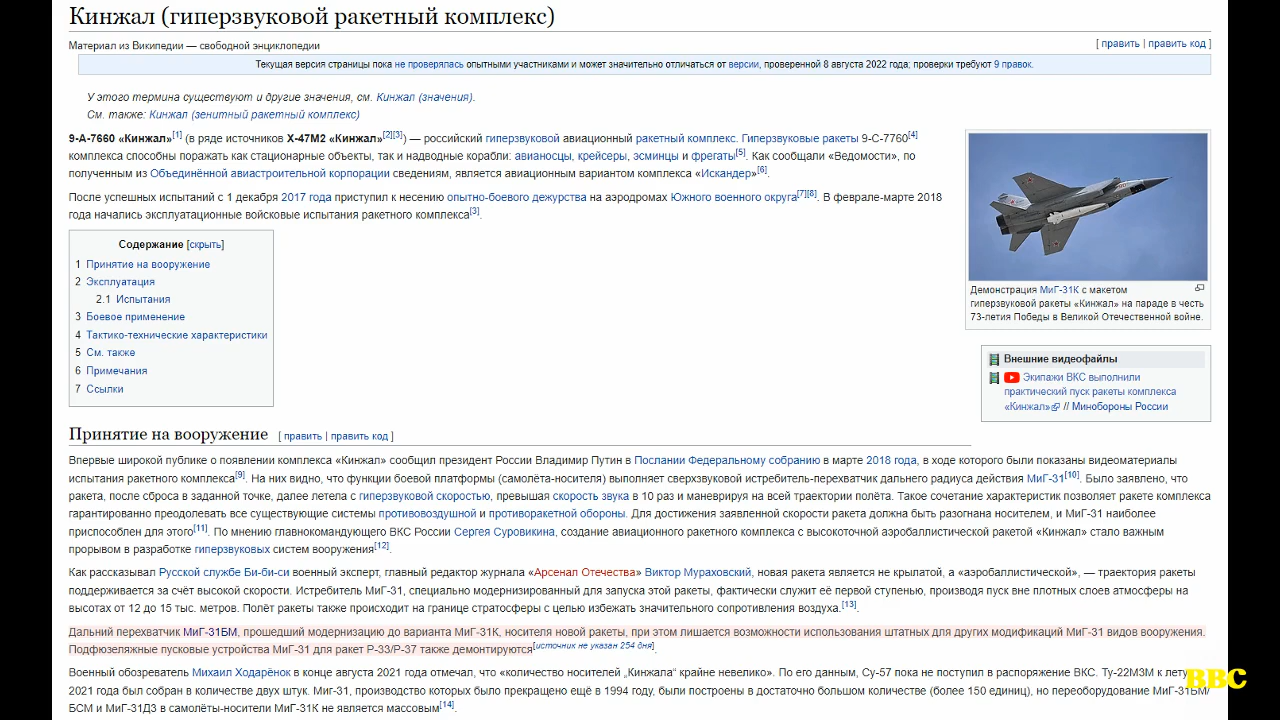 Кинжал (гиперзвуковой ракетный комплекс)
Материал из Википедии — свободной энциклопедии
[ править | править код ]
Текущая версия страницы пока не проверялась опытными участниками и может значительно отличаться от версии, проверенной 8 августа 2022 года; проверки требуют 9 правок.
У этого термина существуют и другие значения, см. Кинжал (значения).
См. также: Кинжал (зенитный ракетный комплекс)
9-А-7660 «Кинжал»[1] (в ряде источников Х-47М2 «Кинжал»[2][3]) — российский гиперзвуковой авиационный ракетный комплекс. Гиперзвуковые ракеты 9-С-7760[4]
комплекса способны поражать как стационарные объекты, так и надводные корабли: авианосцы, крейсеры, эсминцы и фрегаты[5]. Как сообщали «Ведомости», по
полученным из Объединённой авиастроительной корпорации сведениям, является авиационным вариантом комплекса «Искандер»[6].
После успешных испытаний с 1 декабря 2017 года приступил к несению опытно-боевого дежурства на аэродромах Южного военного округа[7][8]. В феврале-марте 2018
года начались эксплуатационные войсковые испытания ракетного комплекса[3].
Содержание [скрыть]
1 Принятие на вооружение
2 Эксплуатация
2.1 Испытания
3 Боевое применение
4 Тактико-технические характеристики
5 См. также
6 Примечания
7 Ссылки
Демонстрация МиГ-31К с макетом
гиперзвуковой ракеты «Кинжал» на параде в честь
73-летия Победы в Великой Отечественной войне.
Внешние видеофайлы
Экипажи ВКС выполнили
практический пуск ракеты комплекса
«Кинжал» // Минобороны России
Принятие на вооружение [ править | править код ]
Впервые широкой публике о появлении комплекса «Кинжал» сообщил президент России Владимир Путин в Послании Федеральному собранию в марте 2018 года, в ходе которого были показаны видеоматериалы
испытания ракетного комплекса[9]. На них видно, что функции боевой платформы (самолёта-носителя) выполняет сверхзвуковой истребитель-перехватчик дальнего радиуса действия МиГ-31[10]. Было заявлено, что
ракета, после сброса в заданной точке, далее летела с гиперзвуковой скоростью, превышая скорость звука в 10 раз и маневрируя на всей траектории полёта. Такое сочетание характеристик позволяет ракете комплекса
гарантированно преодолевать все существующие системы противовоздушной и противоракетной обороны. Для достижения заявленной скорости ракета должна быть разогнана носителем, и МиГ-31 наиболее
приспособлен для этого[11]. По мнению главнокомандующего ВКС России Сергея Суровикина, создание авиационного ракетного комплекса с высокоточной аэробаллистической ракетой «Кинжал» стало важным
прорывом в разработке гиперзвуковых систем вооружения[12].
Как рассказывал Русской службе Би-би-си военный эксперт, главный редактор журнала «Арсенал Отечества» Виктор Мураховский, новая ракета является не крылатой, а «аэробаллистической», — траектория ракеты
поддерживается за счёт высокой скорости. Истребитель МиГ-31, специально модернизированный для запуска этой ракеты, фактически служит её первой ступенью, производя пуск вне плотных слоев атмосферы на
высотах от 12 до 15 тыс. метров. Полёт ракеты также происходит на границе стратосферы с целью избежать значительного сопротивления воздуха.[13].
Дальний перехватчик МиГ-31БМ, прошедший модернизацию до варианта МиГ-31К, носителя новой ракеты, при этом лишается возможности использования штатных для других модификаций МиГ-31 видов вооружения.
Подфюзеляжные пусковые устройства МиГ-31 для ракет Р-33/Р-37 также демонтируются[источник не указан 254 дня].
Военный обозреватель Михаил Ходарёнок в конце августа 2021 года отмечал, что «количество носителей „Кинжала“ крайне невелико». По его данным, Су-57 пока не поступил в распоряжение ВКС. Ту-22М3М к лету
2021 года был собран в количестве двух штук. Миг-31, производство которых было прекращено ещё в 1994 году, были построены в достаточно большом количестве (более 150 единиц), но переоборудование МиГ-31БМ/
БСМ и МиГ-31ДЗ в самолёты-носители МиГ-31К не является массовым[14].
BBC